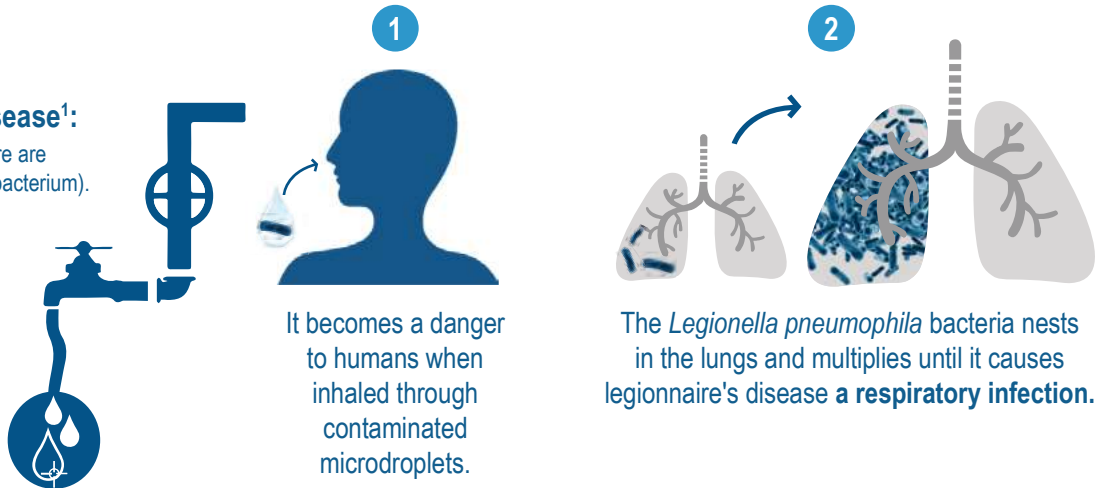 sease¹:
re are
bacterium).
1
It becomes a danger
to humans when
inhaled through
contaminated
microdroplets.
2
The Legionella pneumophila bacteria nests
in the lungs and multiplies until it causes
legionnaire's disease a respiratory infection.